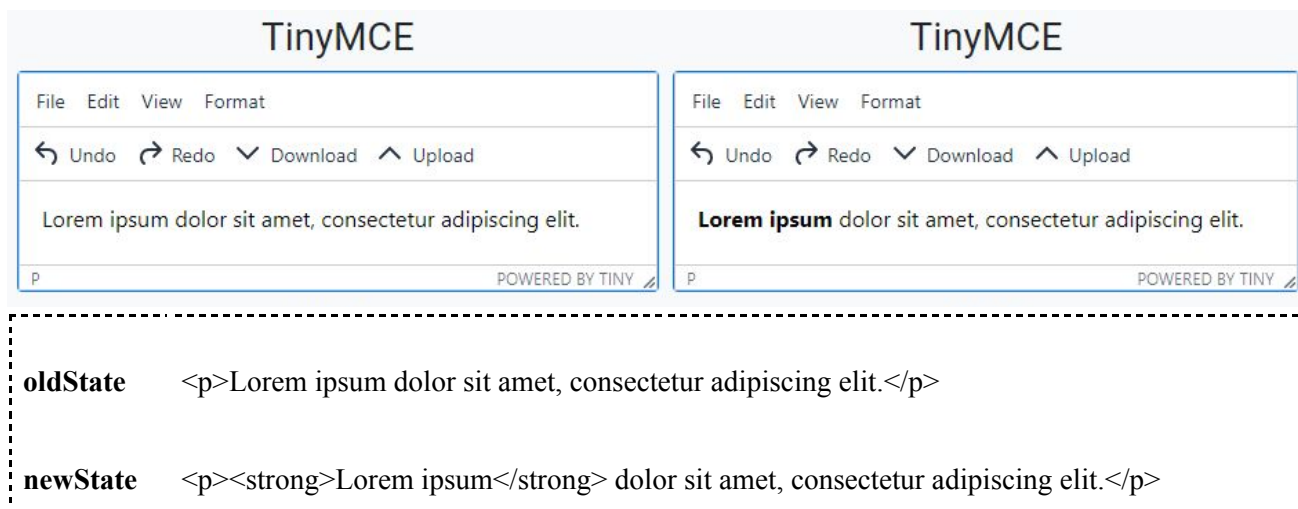 TinyMCE
File Edit View Format
Undo Redo Download Upload
Lorem ipsum dolor sit amet, consectetur adipiscing elit.
P POWERED BY TINY
TinyMCE
File Edit View Format
Undo Redo Download Upload
Lorem ipsum dolor sit amet, consectetur adipiscing elit.
P POWERED BY TINY
oldState <p>Lorem ipsum dolor sit amet, consectetur adipiscing elit.</p>
newState <p><strong>Lorem ipsum</strong> dolor sit amet, consectetur adipiscing elit.</p>